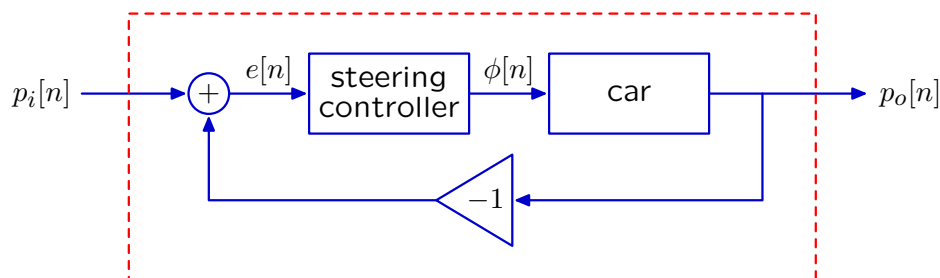 p_i[n]
+
e[n]
steering
controller
ϕ[n]
car
p_o[n]
−1